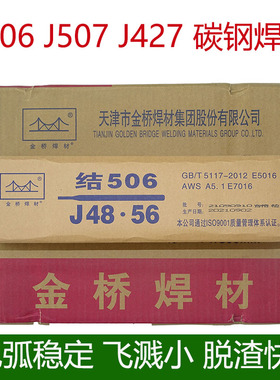 06 J507 J427 碳钢焊
金桥焊材
天津市金桥焊材集团股份有限公司
TIANJIN GOLDEN BRIDGE WELDING MATERIALS GROUP
金桥焊材
结506
J48·56
GB/T 5117-2012 E5016
AWS A5.1 E7016
20210902
本公司通过ISO9001质量管理体系认证
金桥焊材
弧稳定 飞溅小 脱渣快